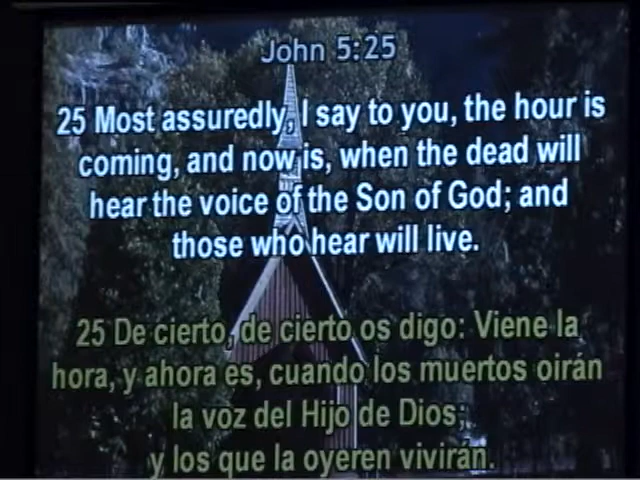 John 5:25
25 Most assuredly, I say to you, the hour is
coming, and now is, when the dead will
hear the voice of the Son of God; and
those who hear will live.
25 De cierto, de cierto os digo: Viene la
hora, y ahora es, cuando los muertos oirán
la voz del Hijo de Dios;
y los que la oyeren vivirán.